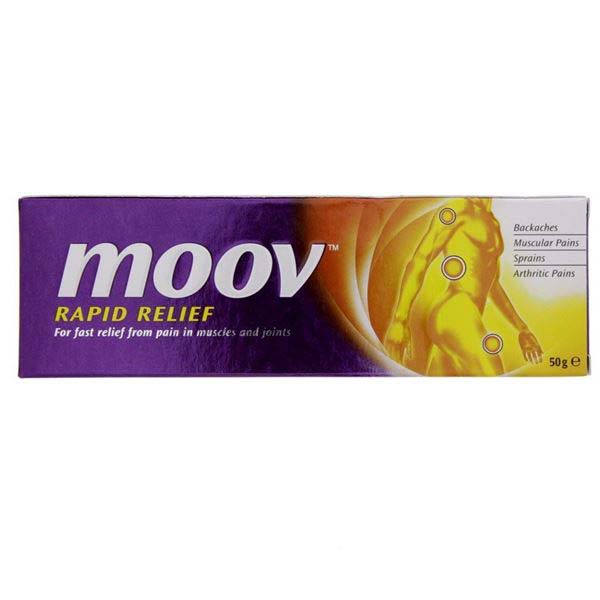 moov™
RAPID RELIEF
For fast relief from pain in muscles and joints
Backaches
Muscular Pains
Sprains
Arthritic Pains
50g ℮